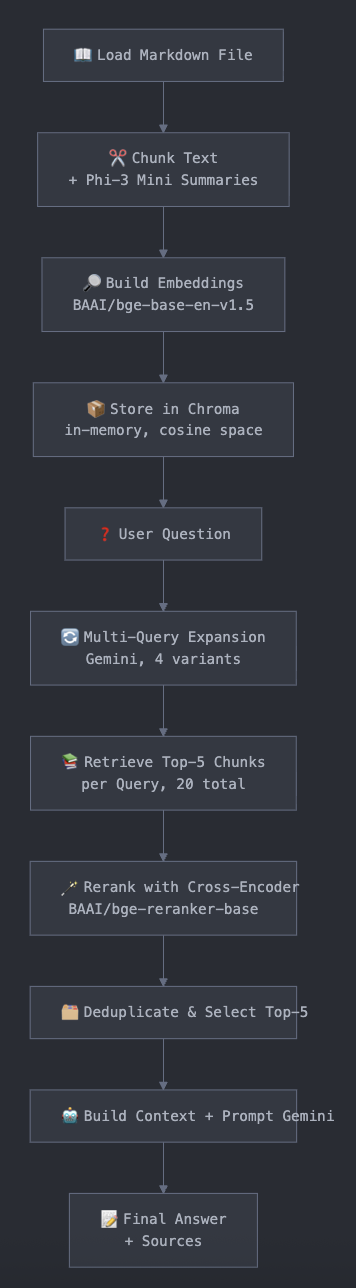 📖 Load Markdown File
✂️ Chunk Text
+ Phi-3 Mini Summaries
🔎 Build Embeddings
BAAI/bge-base-en-v1.5
📦 Store in Chroma
in-memory, cosine space
❓ User Question
🔄 Multi-Query Expansion
Gemini, 4 variants
📚 Retrieve Top-5 Chunks
per Query, 20 total
🪄 Rerank with Cross-Encoder
BAAI/bge-reranker-base
🗂️ Deduplicate & Select Top-5
🤖 Build Context + Prompt Gemini
📝 Final Answer
+ Sources